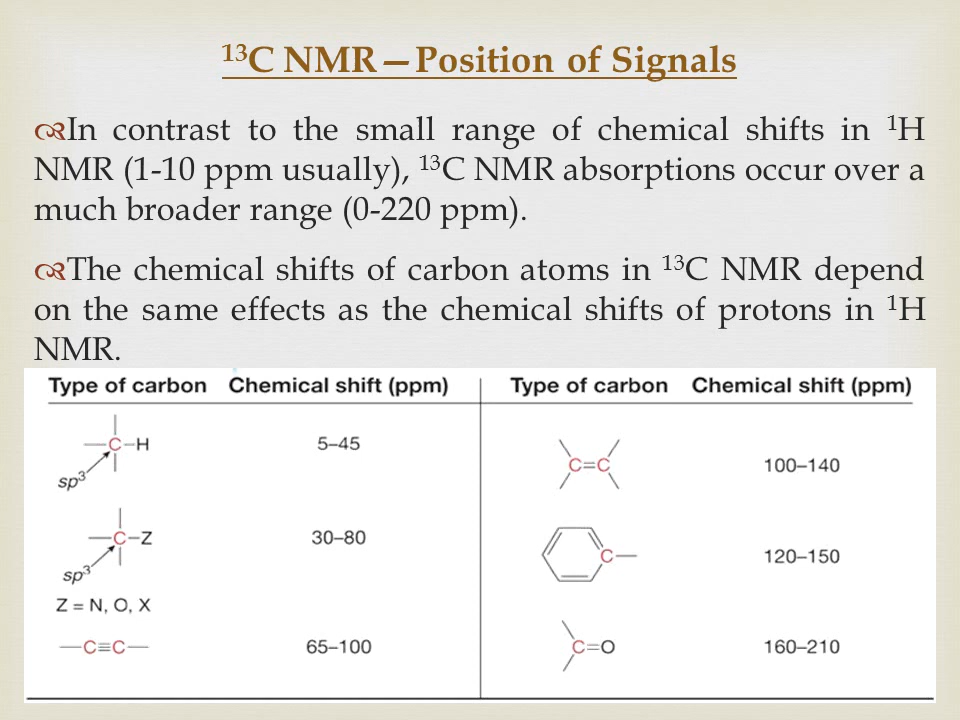 ¹³C NMR—Position of Signals
In contrast to the small range of chemical shifts in ¹H
NMR (1-10 ppm usually), ¹³C NMR absorptions occur over a
much broader range (0-220 ppm).
The chemical shifts of carbon atoms in ¹³C NMR depend
on the same effects as the chemical shifts of protons in ¹H
NMR.
Type of carbon Chemical shift (ppm) Type of carbon Chemical shift (ppm)
C–H 5–45
sp³
C=C 100–140
C–Z 30–80
sp³
C 120–150
Z = N, O, X
—C≡C— 65–100
C=O 160–210